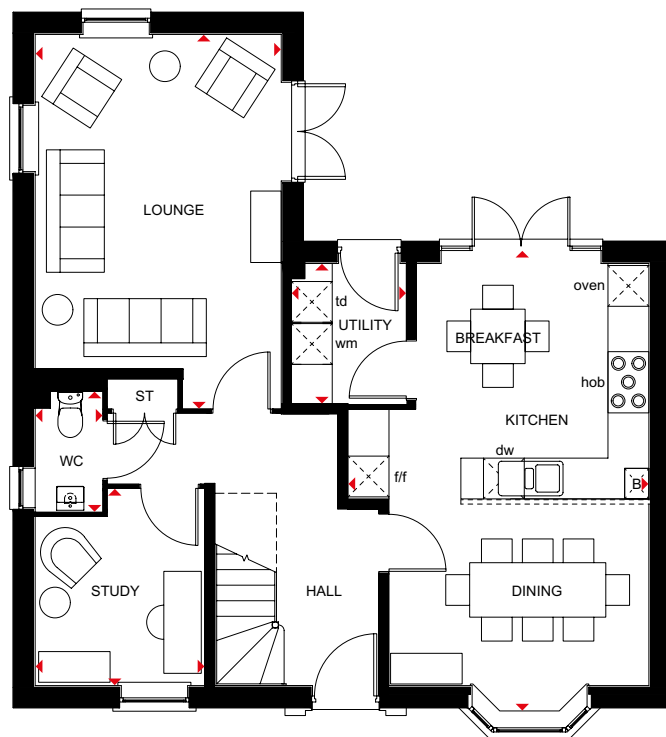 LOUNGE
oven
td
UTILITY
BREAKFAST
wm
hob
ST
KITCHEN
dw
WC
f/f
B
STUDY
HALL
DINING